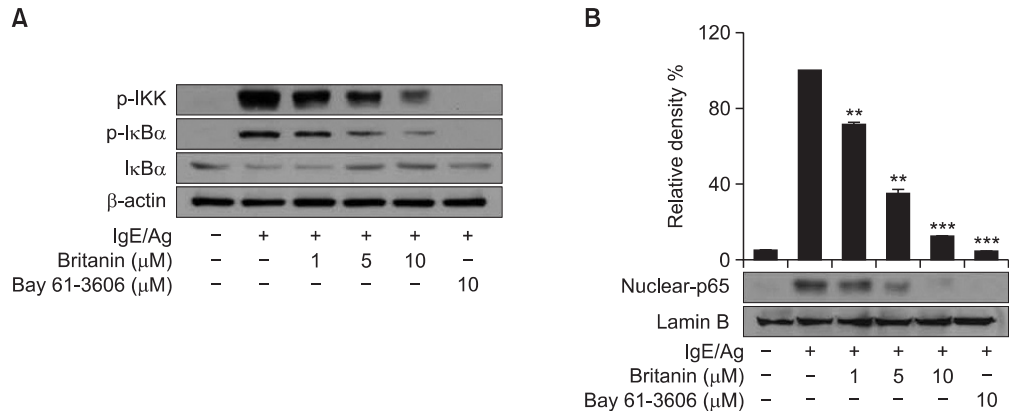 A
p-IKK
p-IκBα
IκBα
β-actin
IgE/Ag – + + + + +
Britanin (μM) – – 1 5 10 –
Bay 61-3606 (μM) – – – – – 10
B
Relative density %
120
80
40
0
** ** *** ***
Nuclear-p65
Lamin B
IgE/Ag – + + + + +
Britanin (μM) – – 1 5 10 –
Bay 61-3606 (μM) – – – – – 10